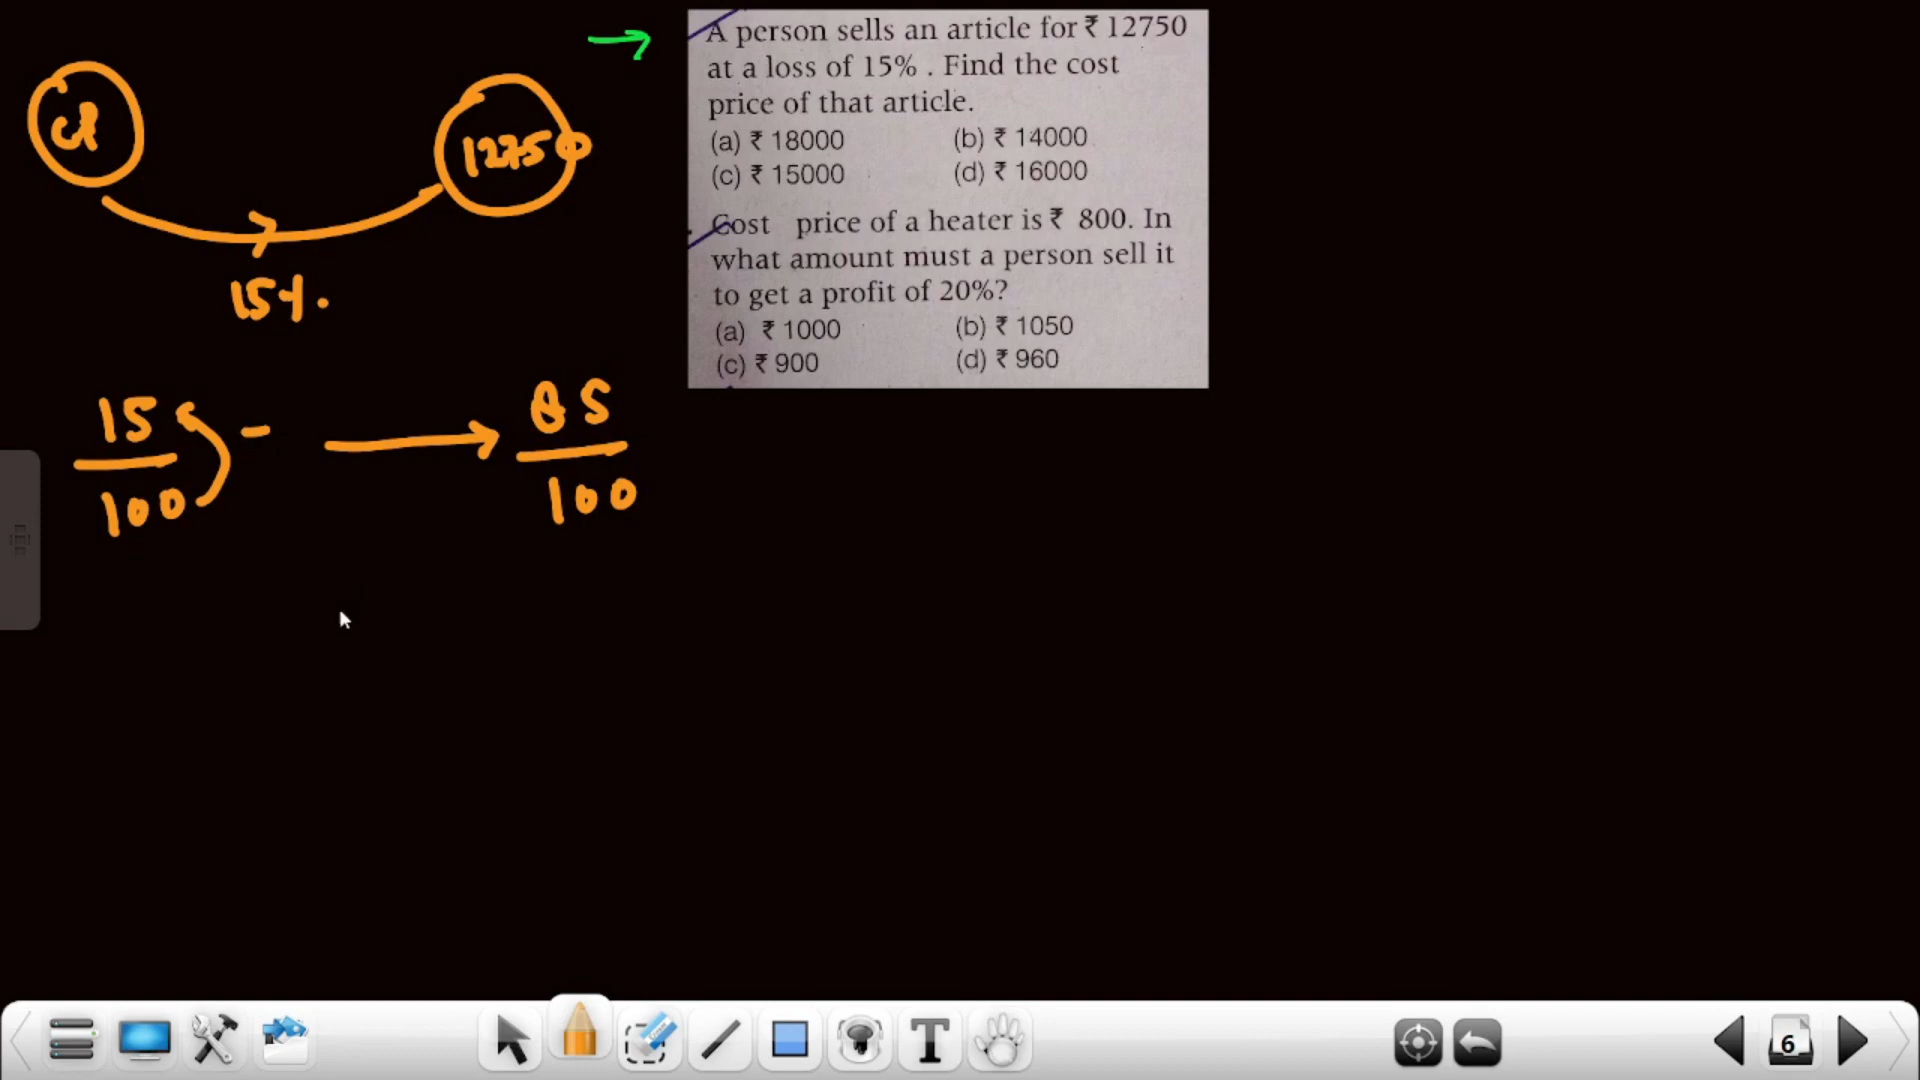 A person sells an article for ₹ 12750
at a loss of 15% . Find the cost
price of that article.
(a) ₹ 18000 (b) ₹ 14000
(c) ₹ 15000 (d) ₹ 16000
Cost price of a heater is ₹ 800. In
what amount must a person sell it
to get a profit of 20%?
(a) ₹ 1000 (b) ₹ 1050
(c) ₹ 900 (d) ₹ 960
12750
15%.
15
100
-
85
100
T
6